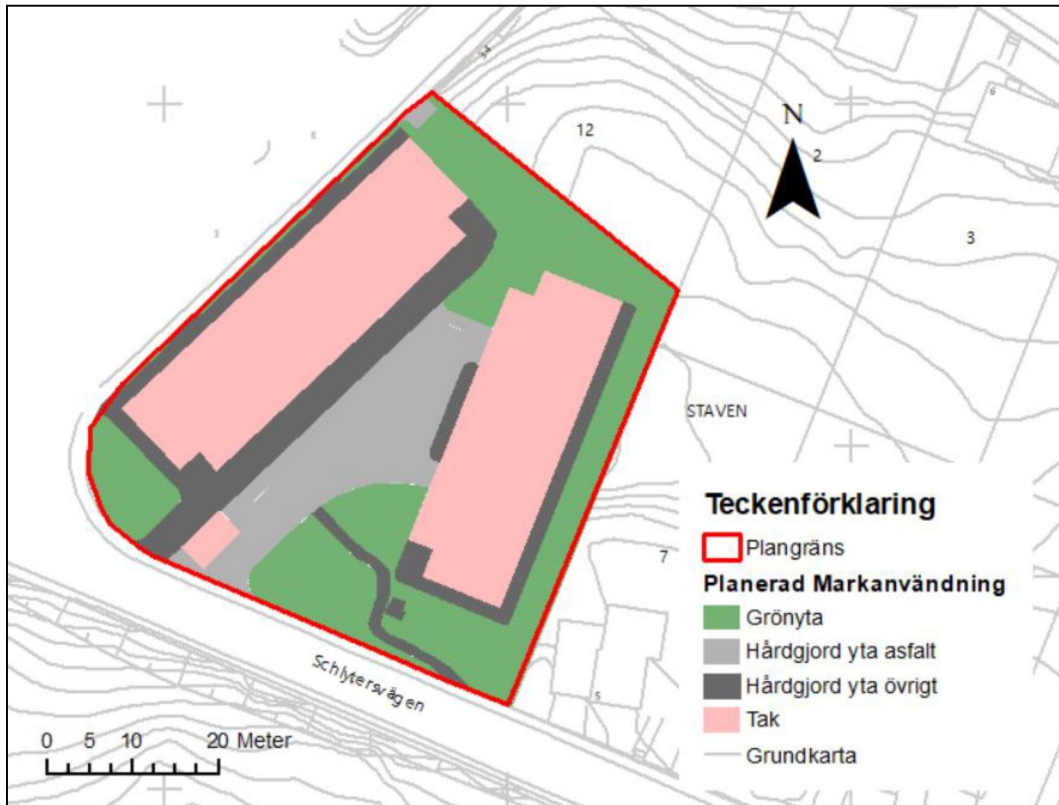 34
6
12
N
2
3
STAVEN
Teckenförklaring
7
Plangräns
Planerad Markanvändning
Grönyta
Hårdgjord yta asfalt
Schlytersvägen
Hårdgjord yta övrigt
5
Tak
0 5 10 20 Meter
Grundkarta